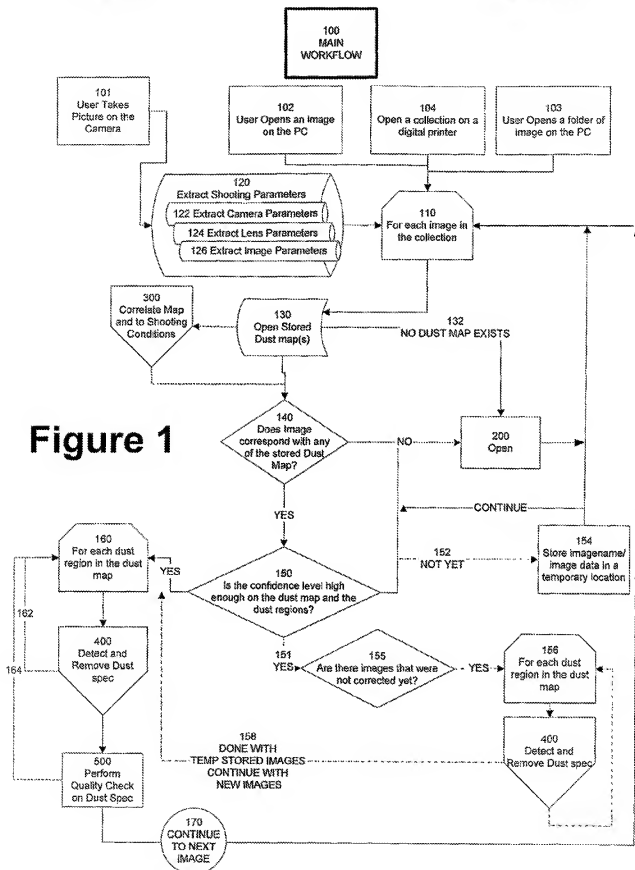 100
MAIN
WORKFLOW
101
User Takes
Picture on the
Camera
102
User Opens an image
on the PC
104
Open a collection on a
digital printer
103
User Opens a folder of
image on the PC
120
Extract Shooting Parameters
122 Extract Camera Parameters
124 Extract Lens Parameters
126 Extract Image Parameters
110
For each image in
the collection
300
Correlate Map
and to Shooting
Conditions
130
Open Stored
Dust map(s)
132
NO DUST MAP EXISTS
Figure 1
140
Does Image
correspond with any
of the stored Dust
Map?
NO
200
Open
YES
CONTINUE
160
For each dust
region in the dust
map
YES
150
Is the confidence level high
enough on the dust map and the
dust regions?
152
NOT YET
154
Store imagename/
image data in a
temporary location
162
164
400
Detect and
Remove Dust
spec
151
YES
155
Are there images that were
not corrected yet?
YES
156
For each dust
region in the dust
map
158
DONE WITH
TEMP STORED IMAGES
CONTINUE WITH
NEW IMAGES
400
Detect and
Remove Dust spec
500
Perform
Quality Check
on Dust Spec
170
CONTINUE
TO NEXT
IMAGE